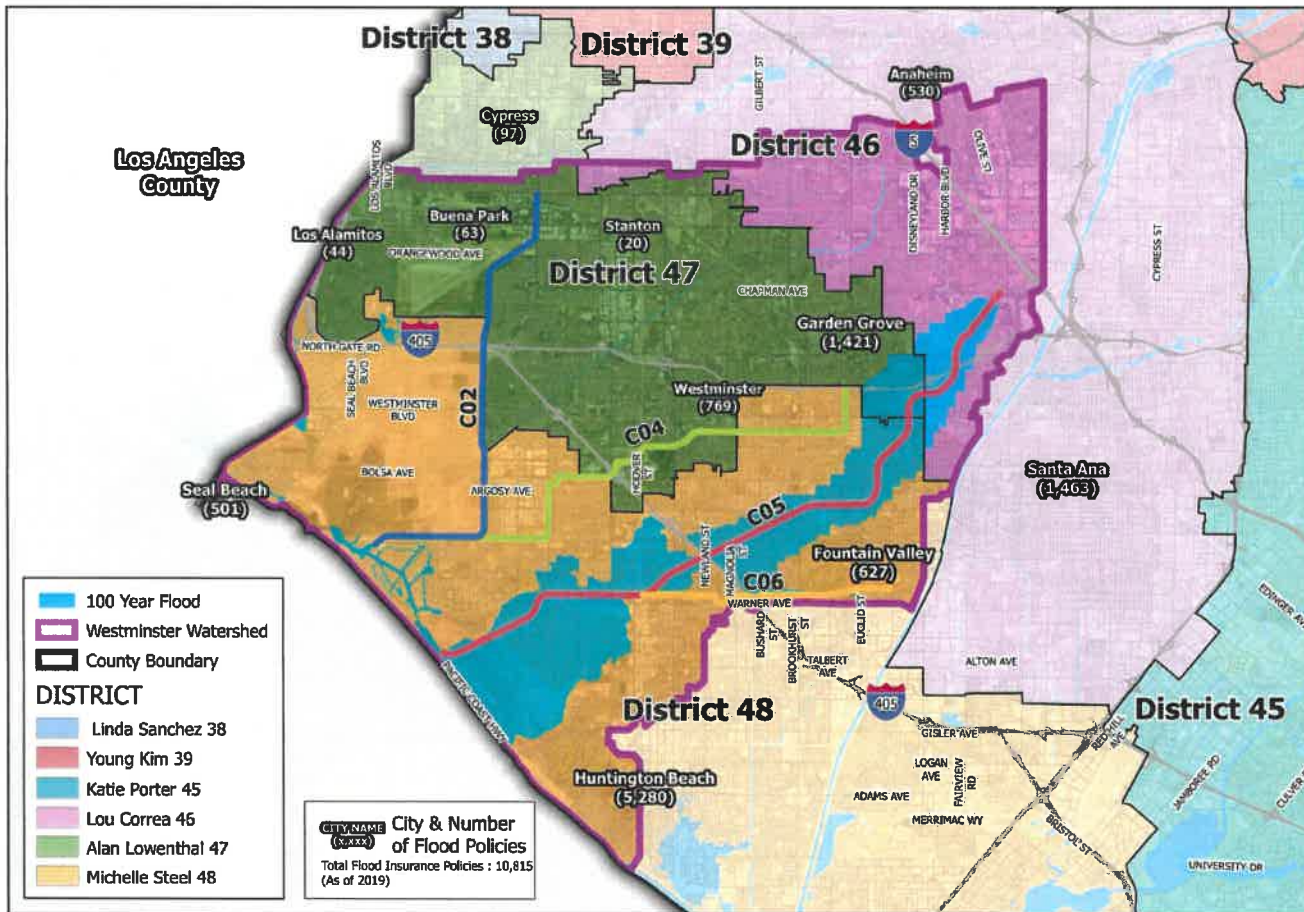 District 38
District 39
Anaheim
(530)
GILBERT ST
Cypress
(97)
5
OLIVE ST
District 46
Los Angeles
County
LOS ALAMITOS
BLVD
DISNEYLAND DR
HARBOR BLVD
Buena Park
(63)
Stanton
(20)
Los Alamitos
(44)
ORANGEWOOD AVE
CYPRESS ST
District 47
CHAPMAN AVE
Garden Grove
(1,421)
405
NORTH GATE RD
SEAL BEACH
BLVD
Westminster
(769)
WESTMINSTER
BLVD
C02
C04
BOLSA AVE
ARGOSY AVE
HOOVER
ST
Santa Ana
(1,463)
Seal Beach
(501)
C05
NEWLAND ST
MAGNOLIA
ST
Fountain Valley
(627)
C06
WARNER AVE
EUCLID ST
EDINGER AVE
BUSHARD
ST
BROOKHURST
ST
TALBERT
AVE
ALTON AVE
PACIFIC COAST HWY
District 48
405
District 45
GISLER AVE
RED HILL
AVE
LOGAN
AVE
FAIRVIEW
RD
JAMBOREE RD
CULVER
Huntington Beach
(5,280)
ADAMS AVE
MERRIMAC WY
BRISTOL ST
UNIVERSITY DR
100 Year Flood
Westminster Watershed
County Boundary
DISTRICT
Linda Sanchez 38
Young Kim 39
Katie Porter 45
Lou Correa 46
Alan Lowenthal 47
Michelle Steel 48
CITY NAME
(x,xxx)
City & Number
of Flood Policies
Total Flood Insurance Policies : 10,815
(As of 2019)